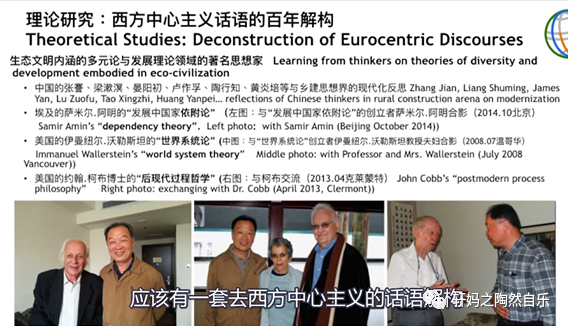 理论研究：西方中心主义话语的百年解构
Theoretical Studies: Deconstruction of Eurocentric Discourses
生态文明内涵的多元论与发展理论领域的著名思想家 Learning from thinkers on theories of diversity and
development embodied in eco-civilization
• 中国的张謇、梁漱溟、晏阳初、卢作孚、陶行知、黄炎培等与乡建思想界的现代化反思 Zhang Jian, Liang Shuming, James
Yan, Lu Zuofu, Tao Xingzhi, Huang Yanpei… reflections of Chinese thinkers in rural construction arena on modernization
• 埃及的萨米尔.阿明的“发展中国家依附论” (左图：与“发展中国家依附论”的创立者萨米尔.阿明合影（2014.10北京）
Samir Amin's “dependency theory”. Left photo: with Samir Amin (Beijing October 2014))
• 美国的伊曼纽尔.沃勒斯坦的“世界系统论” (中图：与“世界系统论”创立者伊曼纽尔.沃勒斯坦教授夫妇合影（2008.07温哥华）
Immanuel Wallerstein's “world system theory” Middle photo: with Professor and Mrs. Wallerstein (July 2008
Vancouver))
• 美国的约翰.柯布博士的“后现代过程哲学” (右图：与柯布交流（2013.04克莱蒙特） John Cobb's “postmodern process
philosophy” Right photo: exchanging with Dr. Cobb (April 2013, Clermont))
应该有一套去西方中心主义的话语解构
轩妈之陶然自乐